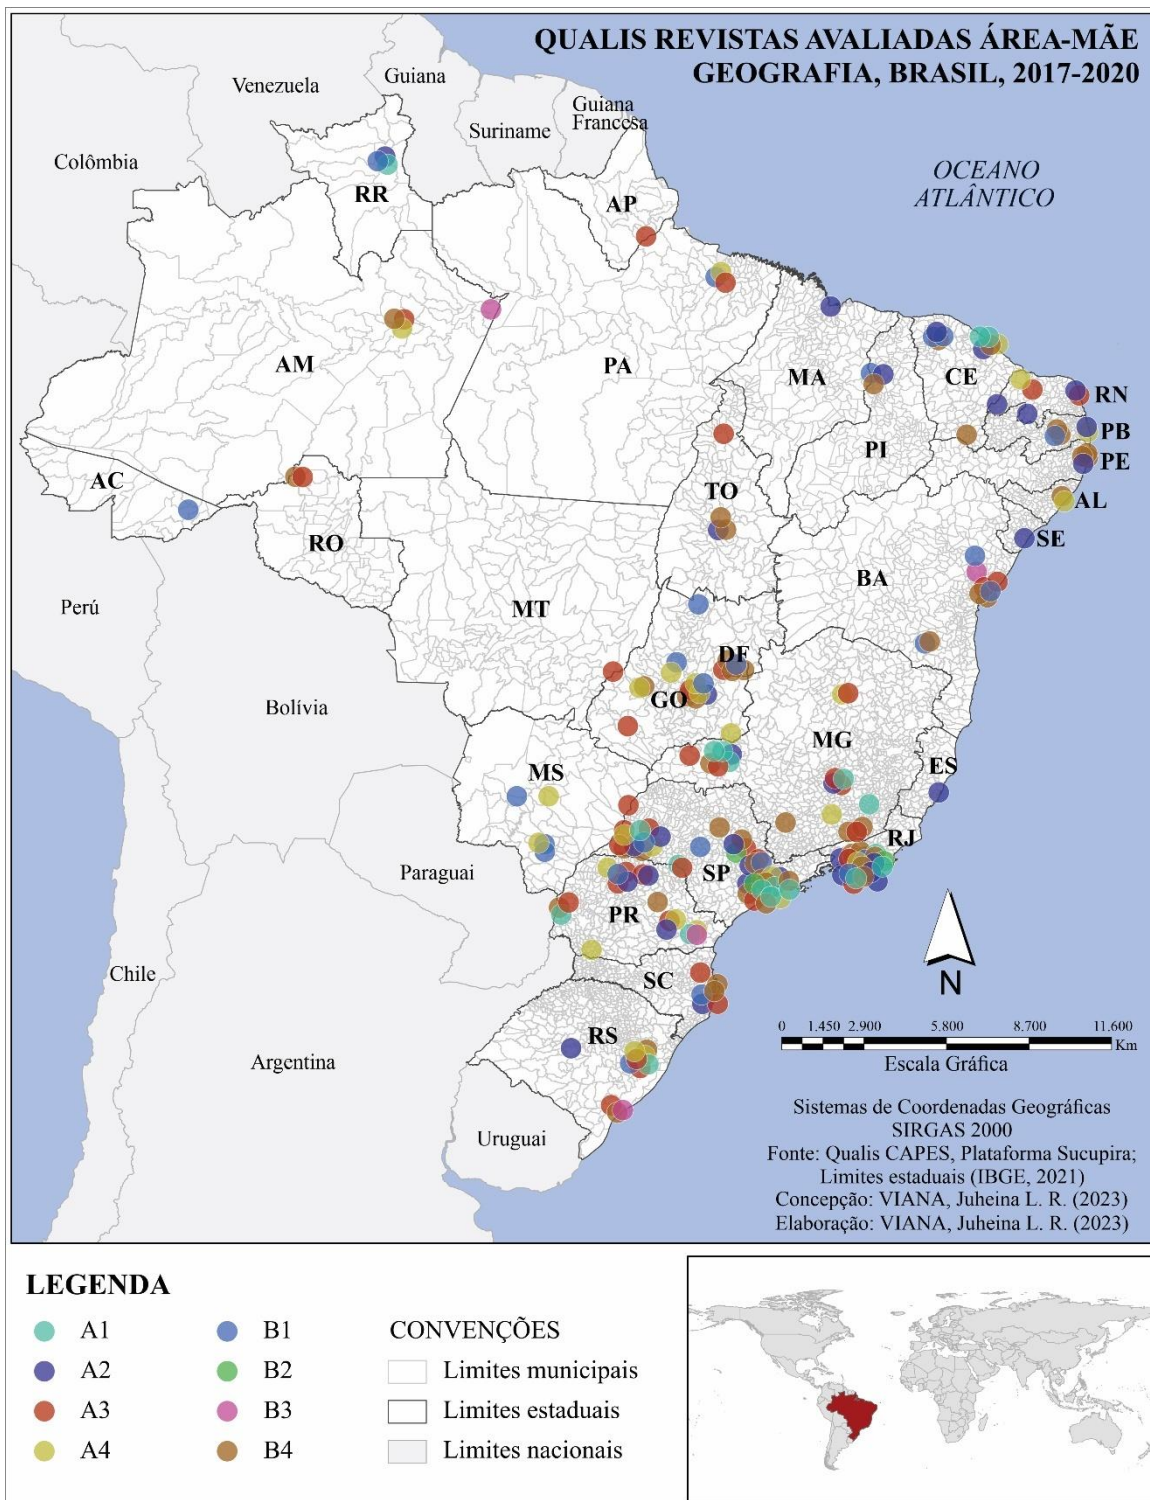 QUALIS REVISTAS AVALIADAS ÁREA-MÃE
GEOGRAFIA, BRASIL, 2017-2020
Venezuela
Guiana
Suriname
Guiana
Francesa
Colômbia
OCEANO
ATLÂNTICO
RR
AP
AM
PA
MA
CE
RN
PB
PE
PI
AC
TO
AL
SE
RO
BA
MT
Perú
DF
GO
Bolívia
MG
ES
MS
RJ
SP
Paraguai
PR
Chile
SC
N
RS
Argentina
0 1.450 2.900 5.800 8.700 11.600
Km
Escala Gráfica
Uruguai
Sistemas de Coordenadas Geográficas
SIRGAS 2000
Fonte: Qualis CAPES, Plataforma Sucupira;
Limites estaduais (IBGE, 2021)
Concepção: VIANA, Juheina L. R. (2023)
Elaboração: VIANA, Juheina L. R. (2023)
LEGENDA
A1
A2
A3
A4
B1
B2
B3
B4
CONVENÇÕES
Limites municipais
Limites estaduais
Limites nacionais